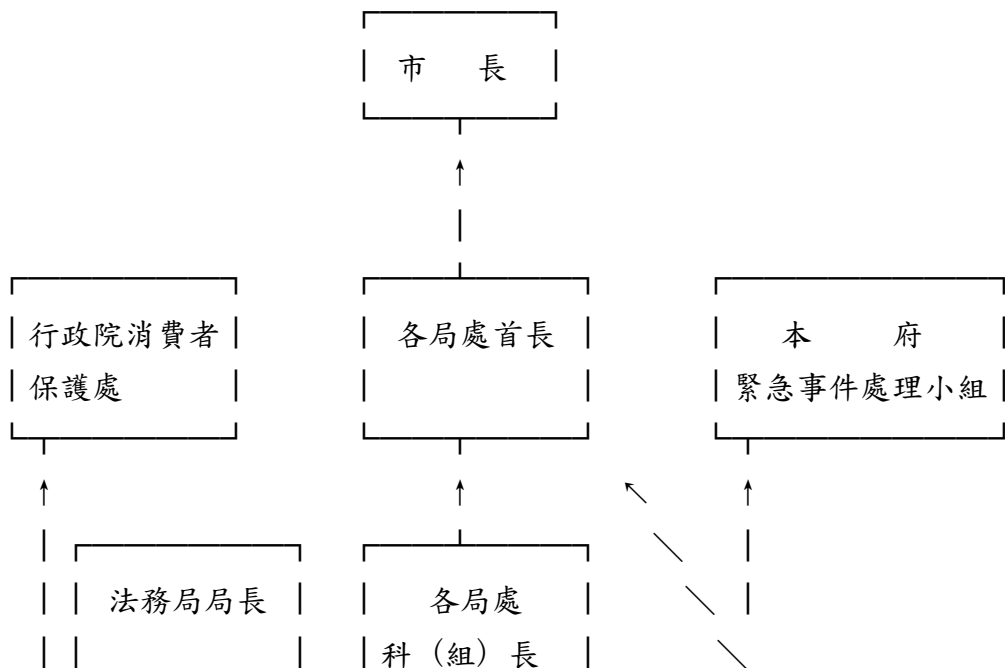 市　長
行政院消費者
保護處
各局處首長
本　府
緊急事件處理小組
法務局局長
各局處
科（組）長